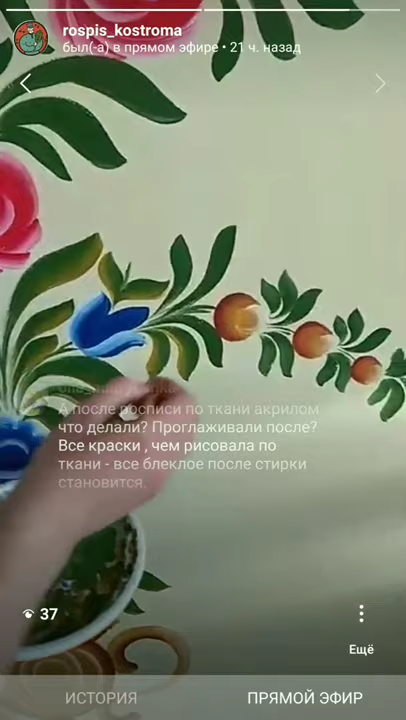 rospis_kostroma
был(-а) в прямом эфире • 21 ч. назад
А после росписи по ткани акрилом
что делали? Проглаживали после?
Все краски , чем рисовала по
ткани - все блеклое после стирки
становится.
37
Ещё
ИСТОРИЯ
ПРЯМОЙ ЭФИР